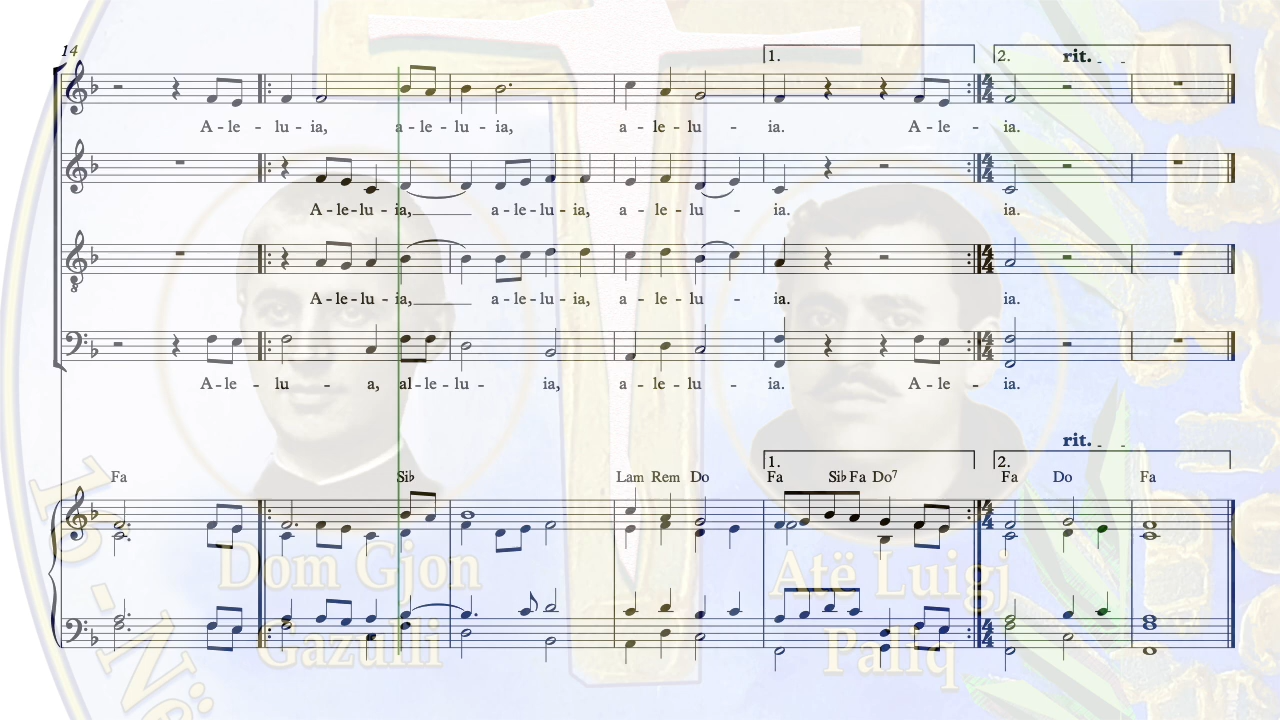 14
1. 2. rit.
A - le - lu - ia, a - le - lu - ia, a - le - lu - ia. A - le - ia.
A - le - lu - ia, a - le - lu - ia, a - le - lu - ia. ia.
A - le - lu - ia, a - le - lu - ia, a - le - lu - ia. ia.
A - le - lu - a, al - le - lu - ia, a - le - lu - ia. A - le - ia.
rit.
1. 2.
Fa Sib Lam Rem Do Fa Sib Fa Do7 Fa Do Fa
Dom Gjon
Gazulli
Atë Luigj
Paliq